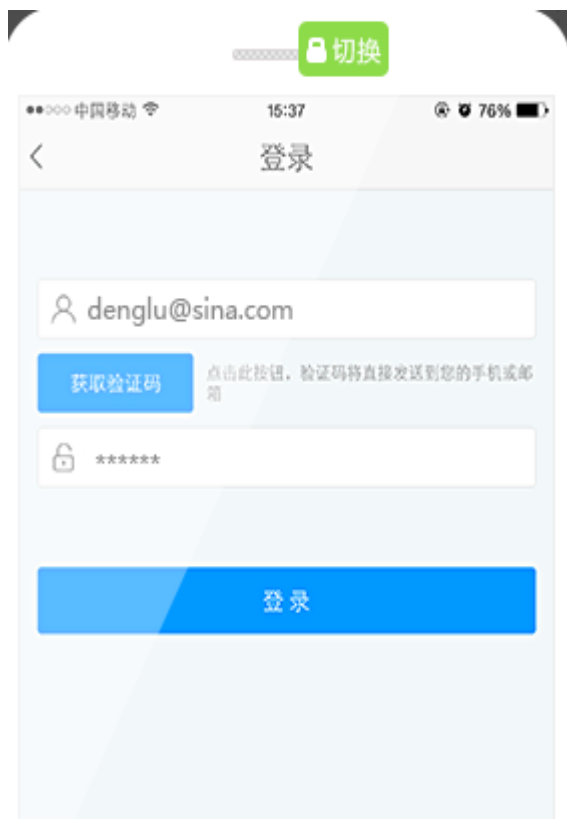 切换
中国移动 15:37 76%
登录
denglu@sina.com
获取验证码
点击此按钮，验证码将直接发送到您的手机或邮
箱
******
登录